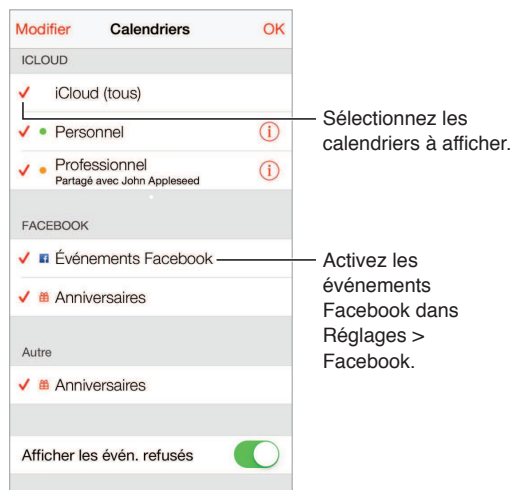 Modifier Calendriers OK
ICLOUD
iCloud (tous)
Personnel
Professionnel
Partagé avec John Appleseed
FACEBOOK
Événements Facebook
Anniversaires
Autre
Anniversaires
Afficher les évén. refusés
Sélectionnez les
calendriers à afficher.
Activez les
événements
Facebook dans
Réglages >
Facebook.